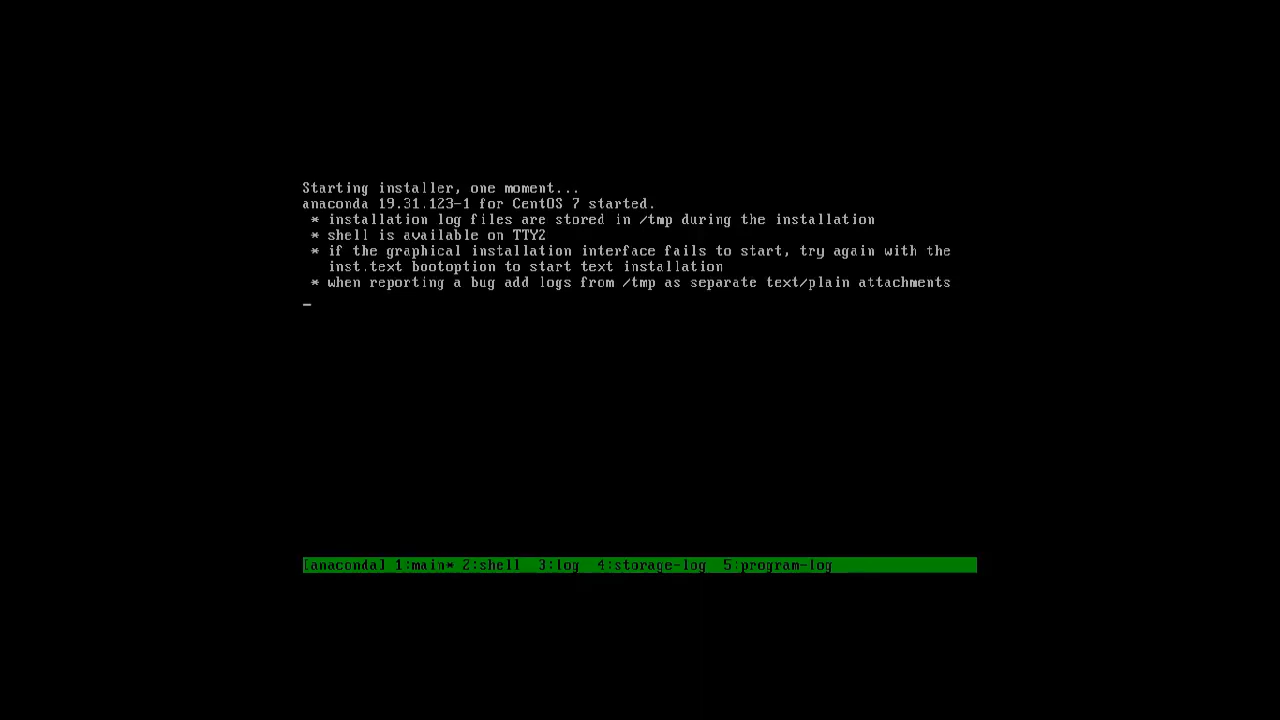 Starting installer, one moment...
anaconda 19.31.123-1 for CentOS 7 started.
* installation log files are stored in /tmp during the installation
* shell is available on TTY2
* if the graphical installation interface fails to start, try again with the
inst.text bootoption to start text installation
* when reporting a bug add logs from /tmp as separate text/plain attachments
[anaconda] 1:main* 2:shell  3:log  4:storage-log  5:program-log